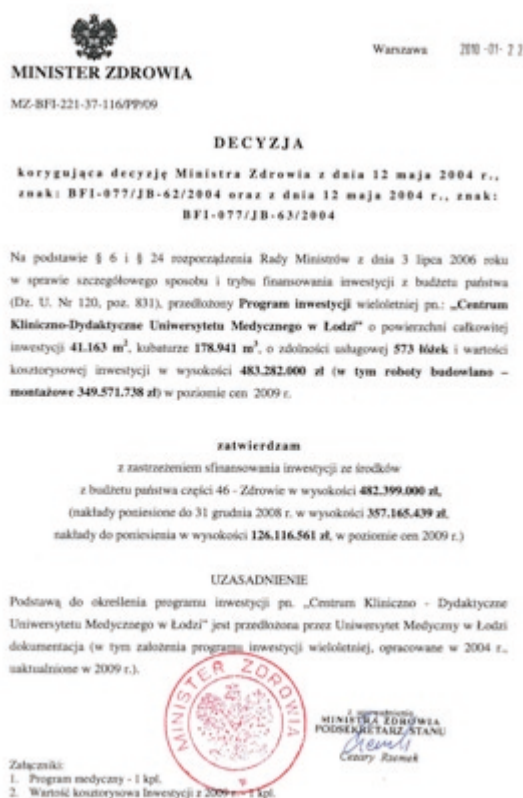 Warszawa 2010 -01- 22
MINISTER ZDROWIA
MZ-BFI-221-37-116/PP/09
DECYZJA
korygująca decyzję Ministra Zdrowia z dnia 12 maja 2004 r.,
znak: BFI-077/JB-62/2004 oraz z dnia 12 maja 2004 r., znak:
BFI-077/JB-63/2004
Na podstawie § 6 i § 24 rozporządzenia Rady Ministrów z dnia 3 lipca 2006 roku
w sprawie szczegółowego sposobu i trybu finansowania inwestycji z budżetu państwa
(Dz. U. Nr 120, poz. 831), przedłożony Program inwestycji wieloletniej pn.: „Centrum
Kliniczno-Dydaktyczne Uniwersytetu Medycznego w Łodzi” o powierzchni całkowitej
inwestycji 41.163 m², kubaturze 178.941 m³, o zdolności usługowej 573 łóżek i wartości
kosztorysowej inwestycji w wysokości 483.282.000 zł (w tym roboty budowlano –
montażowe 349.571.738 zł) w poziomie cen 2009 r.
zatwierdzam
z zastrzeżeniem sfinansowania inwestycji ze środków
z budżetu państwa części 46 - Zdrowie w wysokości 482.399.000 zł,
(nakłady poniesione do 31 grudnia 2008 r. w wysokości 357.165.439 zł,
nakłady do poniesienia w wysokości 126.116.561 zł, w poziomie cen 2009 r.)
UZASADNIENIE
Podstawą do określenia programu inwestycji pn. „Centrum Kliniczno - Dydaktyczne
Uniwersytetu Medycznego w Łodzi” jest przedłożona przez Uniwersytet Medyczny w Łodzi
dokumentacja (w tym założenia programu inwestycji wieloletniej, opracowane w 2004 r.,
uaktualnione w 2009 r.).
MINISTER ZDROWIA
Z upoważnienia
MINISTRA ZDROWIA
PODSEKRETARZ STANU
Cezary Rzemek
Załączniki:
1. Program medyczny - 1 kpl.
2. Wartość kosztorysowa Inwestycji z 2009 r. - 1 kpl.